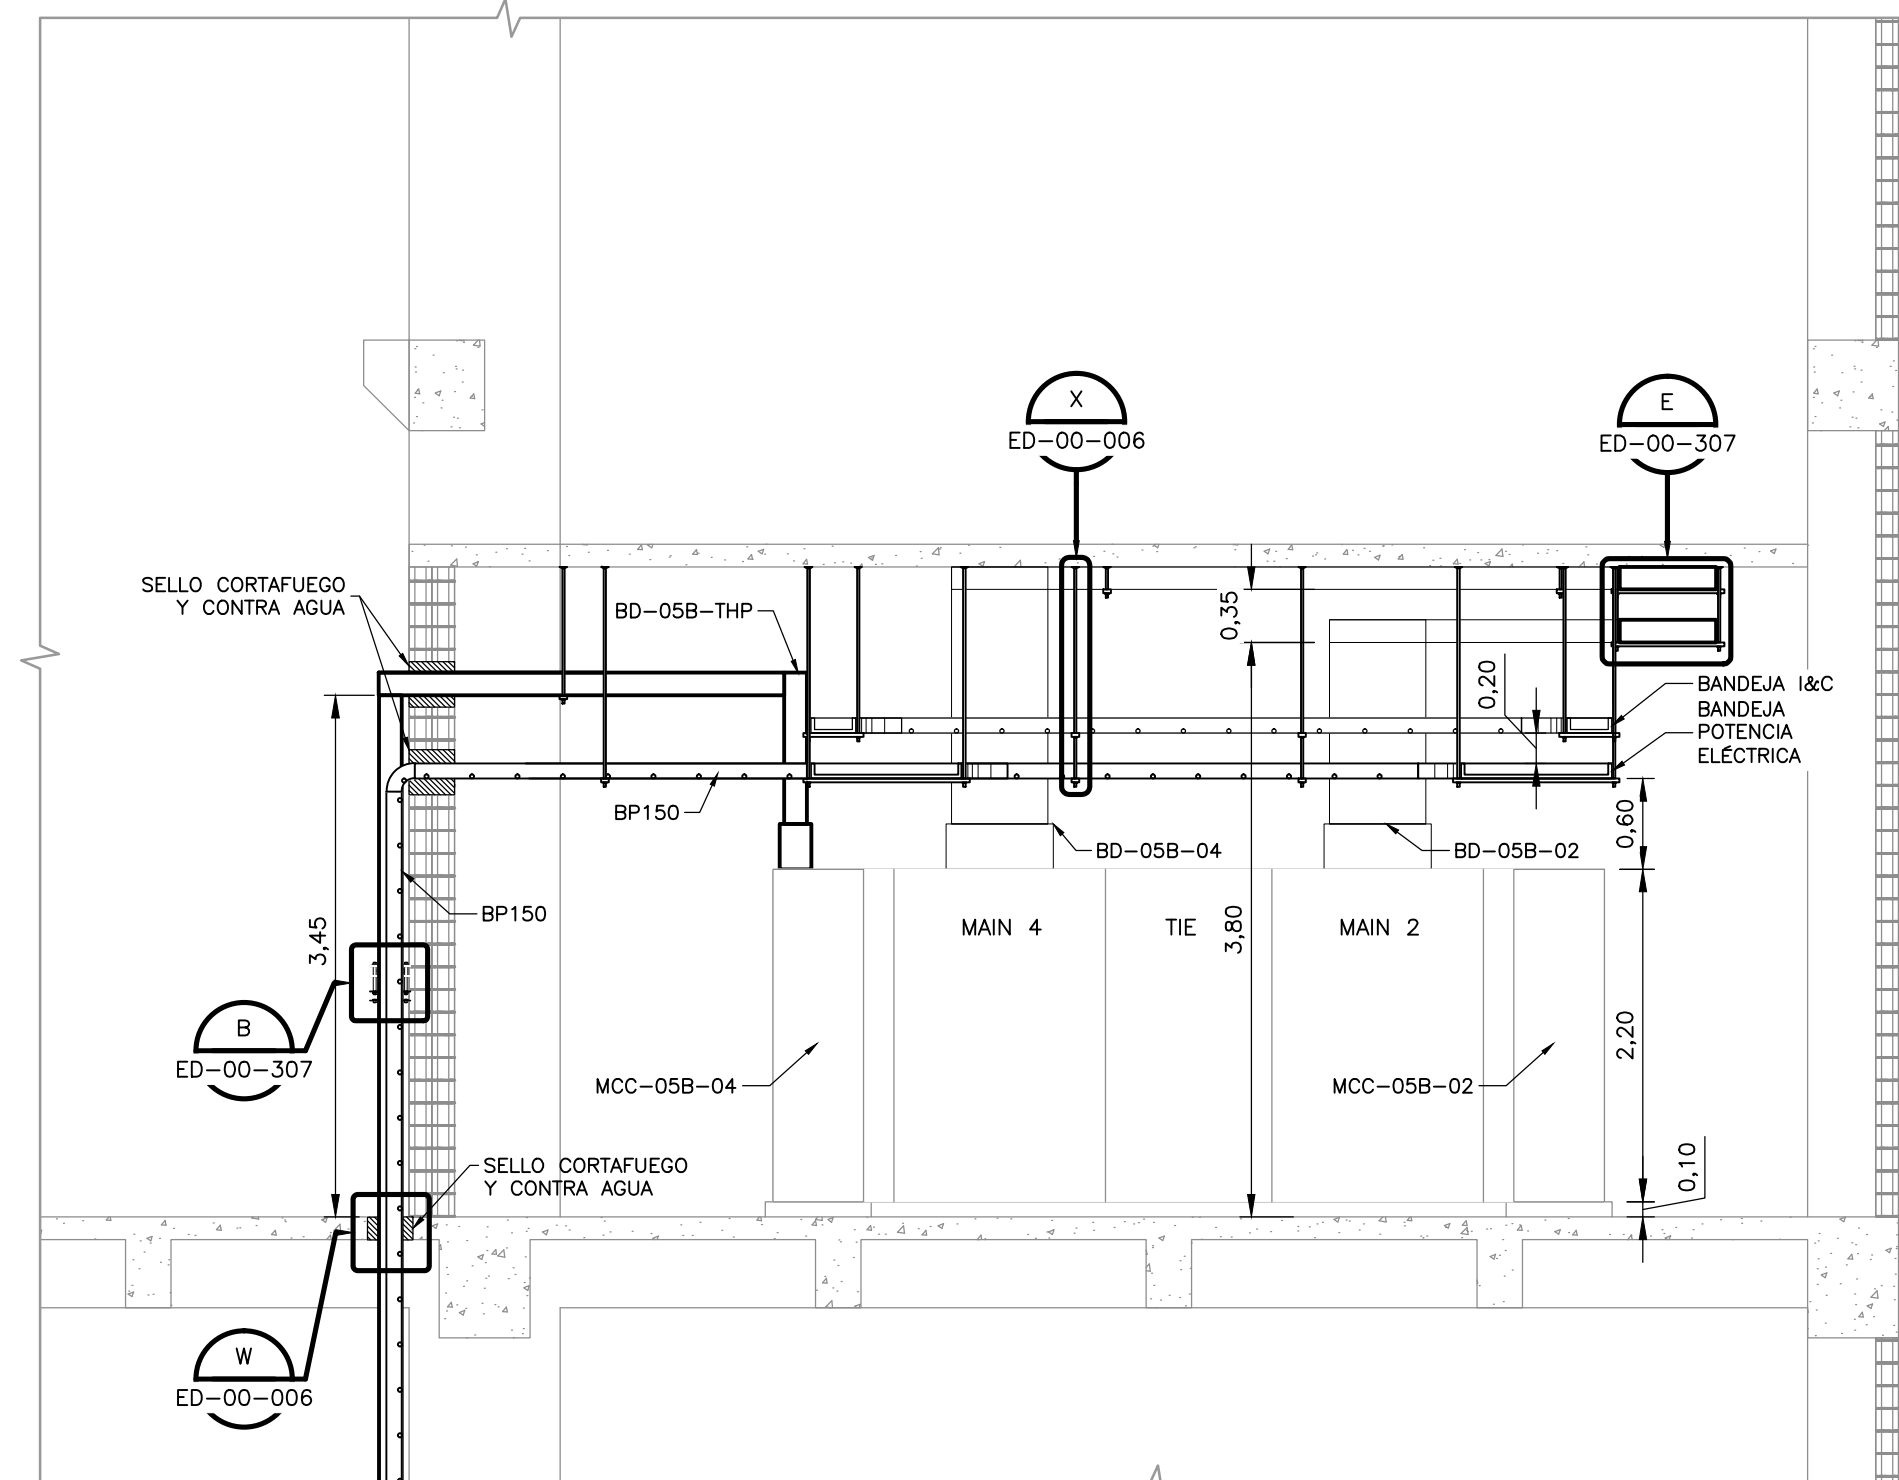 X
ED-00-006
E
ED-00-307
SELLO CORTAFUEGO
Y CONTRA AGUA
BD-05B-THP
0,35
0,20
BANDEJA I&C
BANDEJA
POTENCIA
ELÉCTRICA
BP150
0,60
BD-05B-04
BD-05B-02
BP150
3,45
MAIN 4
TIE
3,80
MAIN 2
B
ED-00-307
2,20
MCC-05B-04
MCC-05B-02
SELLO CORTAFUEGO
Y CONTRA AGUA
0,10
W
ED-00-006